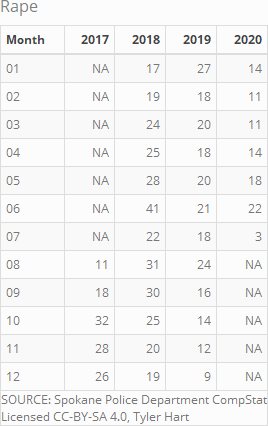 Rape
Month 2017 2018 2019 2020
01 NA 17 27 14
02 NA 19 18 11
03 NA 24 20 11
04 NA 25 18 14
05 NA 28 20 18
06 NA 41 21 22
07 NA 22 18 3
08 11 31 24 NA
09 18 30 16 NA
10 32 25 14 NA
11 28 20 12 NA
12 26 19 9 NA
SOURCE: Spokane Police Department CompStat
Licensed CC-BY-SA 4.0, Tyler Hart